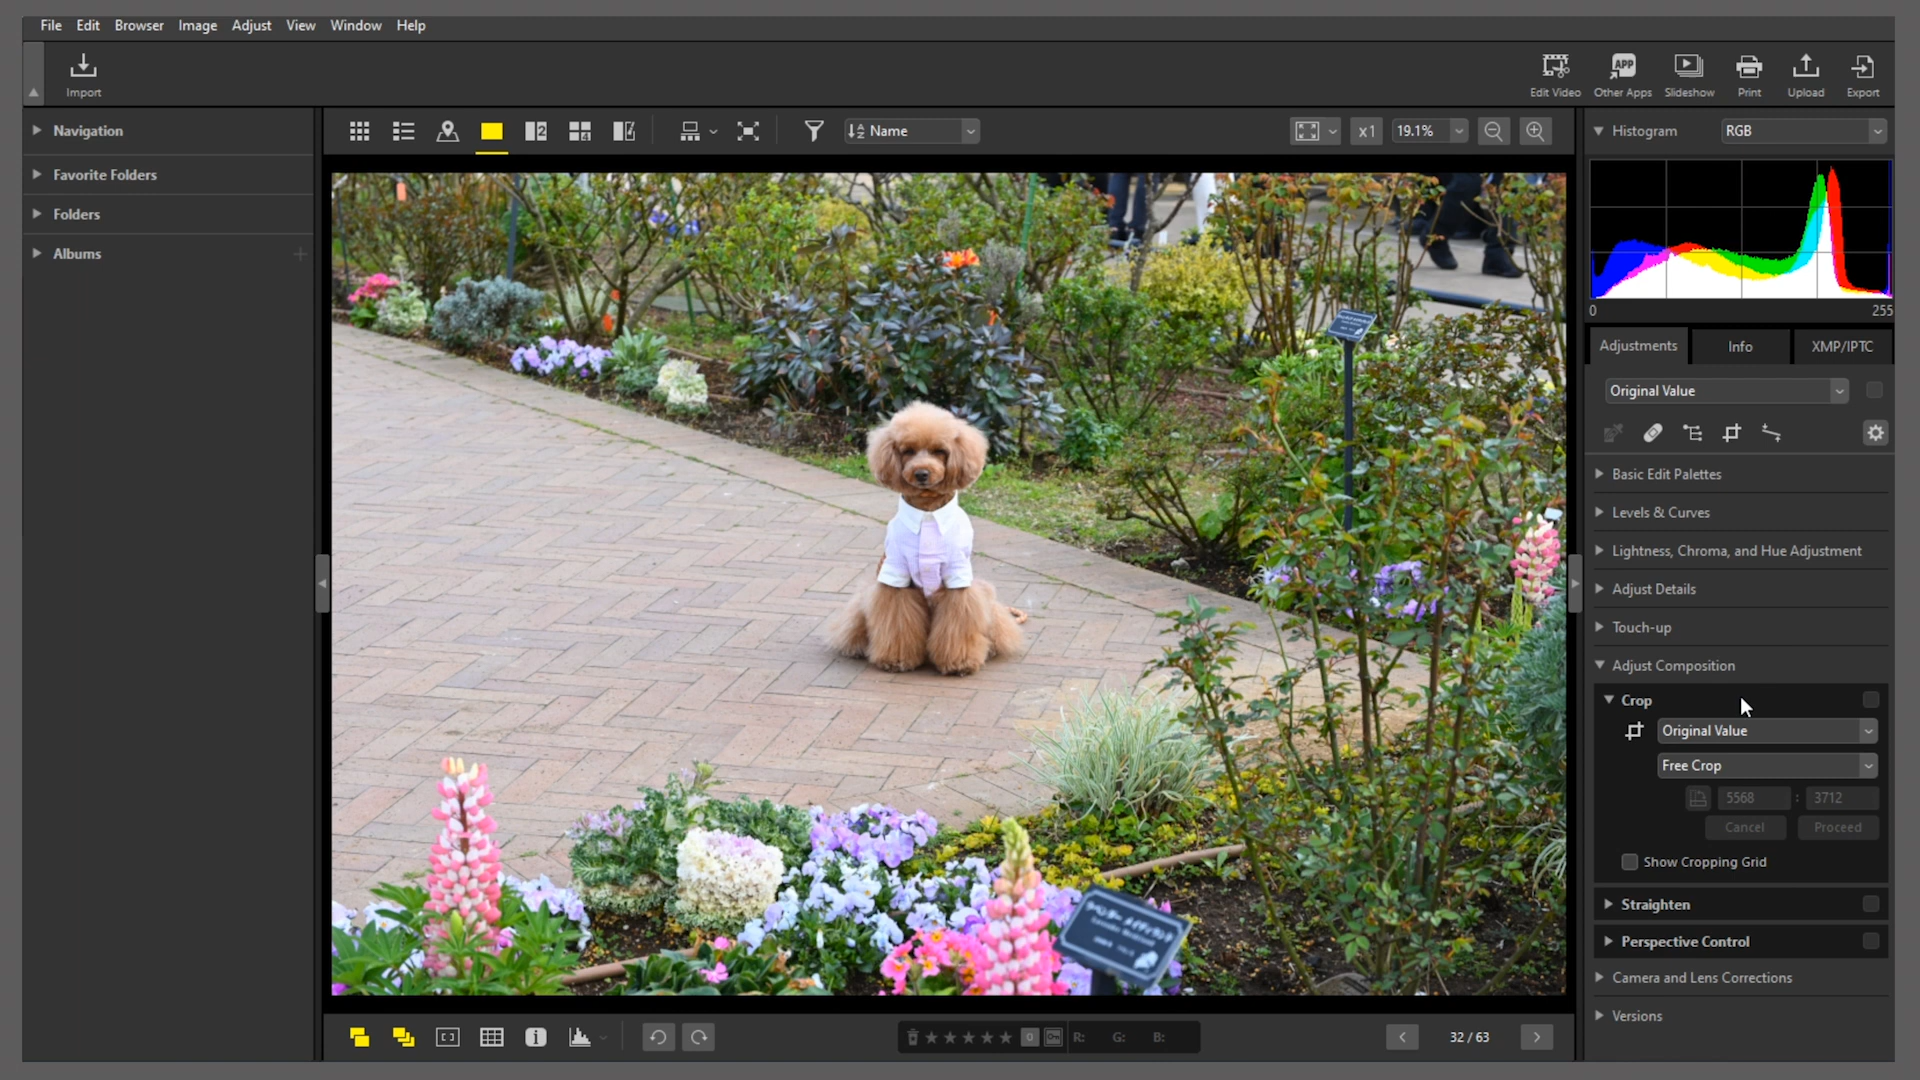 File Edit Browser Image Adjust View Window Help
Import
Edit Video Other Apps Slideshow Print Upload Export
Navigation
Favorite Folders
Folders
Albums
2
4
Name
x1
19.1%
Histogram
RGB
0
255
Adjustments
Info
XMP/IPTC
Original Value
Basic Edit Palettes
Levels & Curves
Lightness, Chroma, and Hue Adjustment
Adjust Details
Touch-up
Adjust Composition
Crop
Original Value
Free Crop
5568 : 3712
Cancel
Proceed
Show Cropping Grid
Straighten
Perspective Control
Camera and Lens Corrections
Versions
0
R:
G:
B:
32 / 63